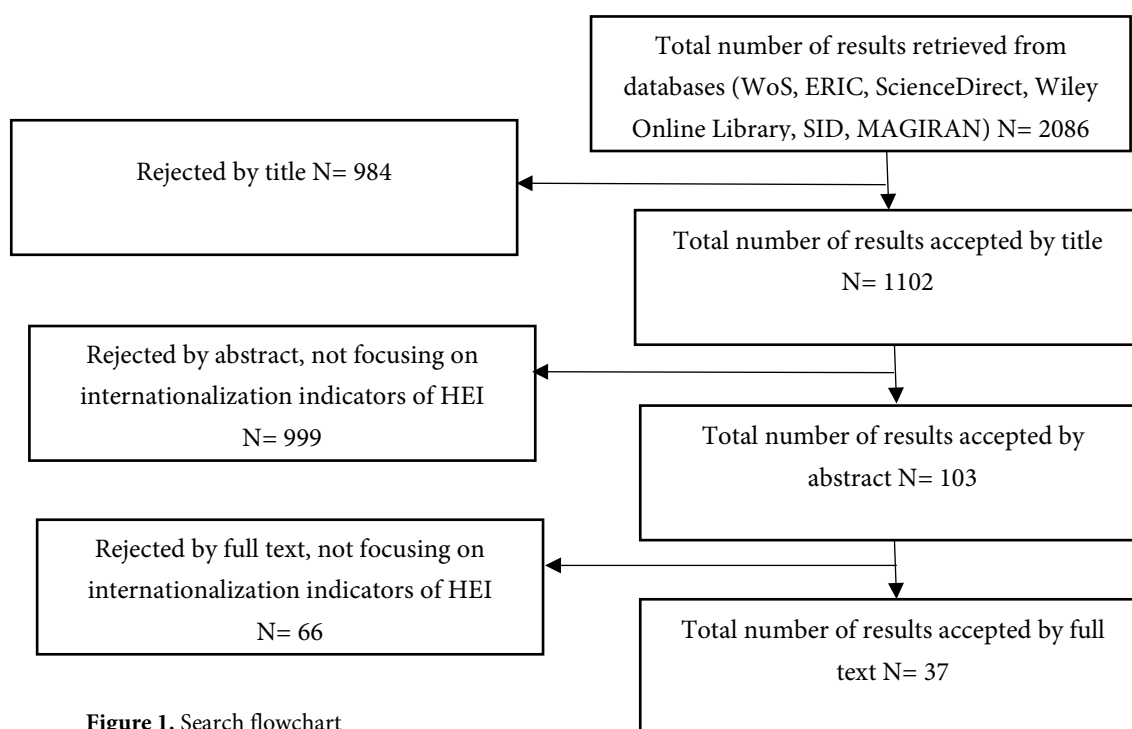 Total number of results retrieved from
databases (WoS, ERIC, ScienceDirect, Wiley
Online Library, SID, MAGIRAN) N= 2086
Rejected by title N= 984
Total number of results accepted by title
N= 1102
Rejected by abstract, not focusing on
internationalization indicators of HEI
N= 999
Total number of results accepted by
abstract N= 103
Rejected by full text, not focusing on
internationalization indicators of HEI
N= 66
Total number of results accepted by full
text N= 37
Figure 1. Search flowchart